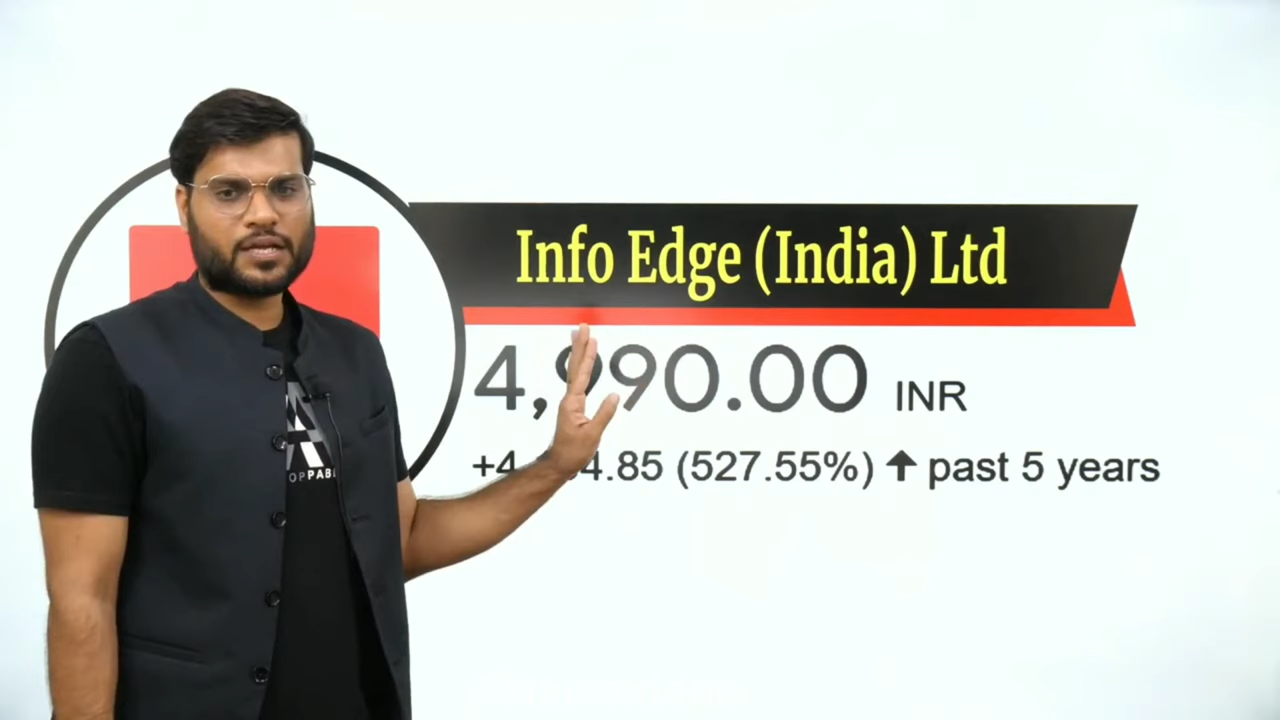 Info Edge (India) Ltd
4,990.00 INR
(527.55%) ↑ past 5 years